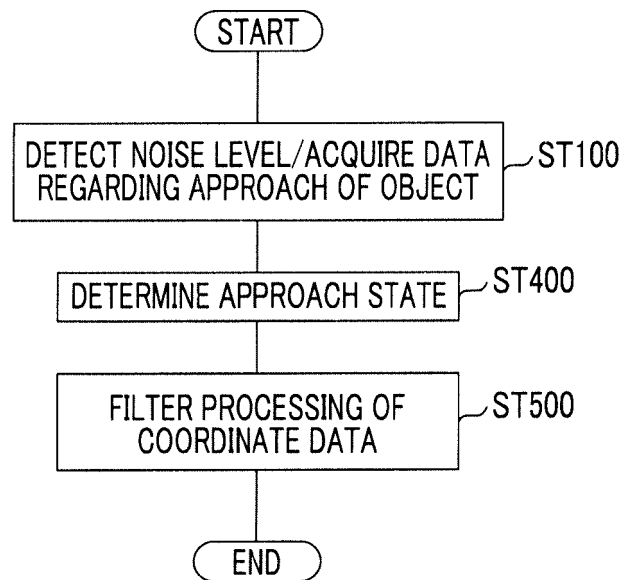 START
DETECT NOISE LEVEL/ACQUIRE DATA
REGARDING APPROACH OF OBJECT
ST100
DETERMINE APPROACH STATE
ST400
FILTER PROCESSING OF
COORDINATE DATA
ST500
END